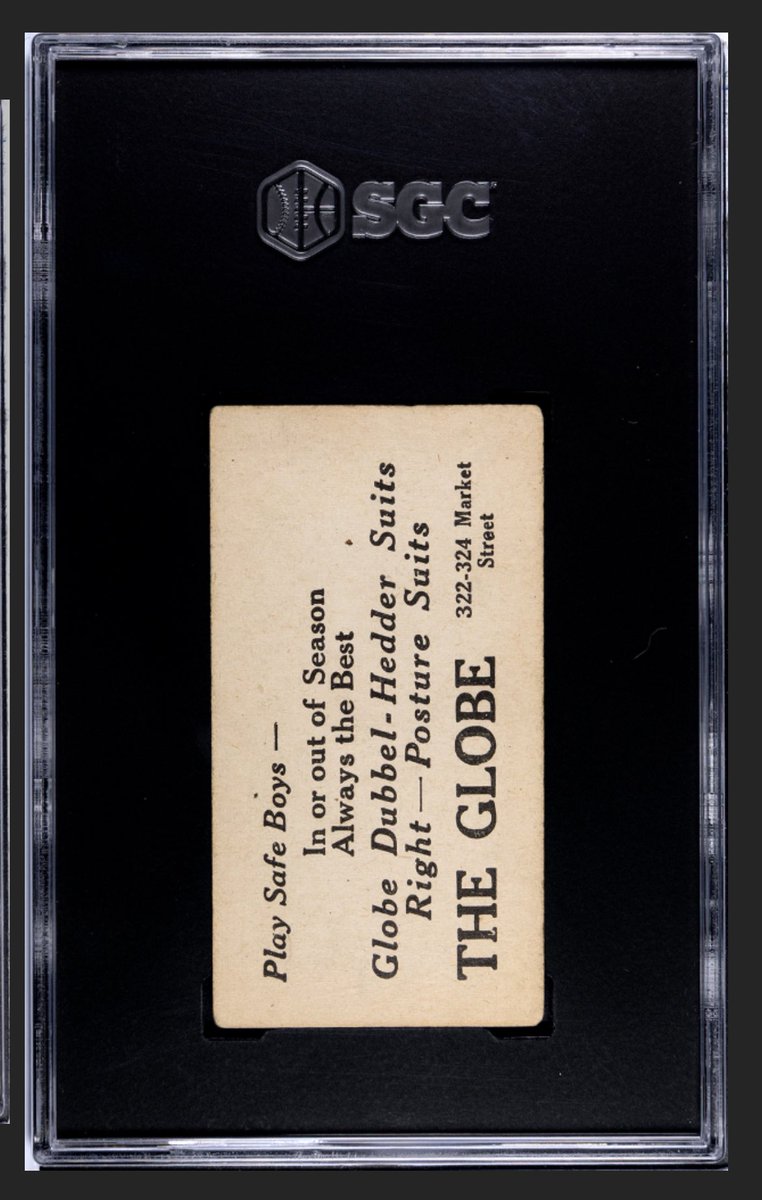 SGC
Play Safe Boys —
In or out of Season
Always the Best
Globe Dubbel-Hedder Suits
Right — Posture Suits
THE GLOBE 322-324 Market
Street